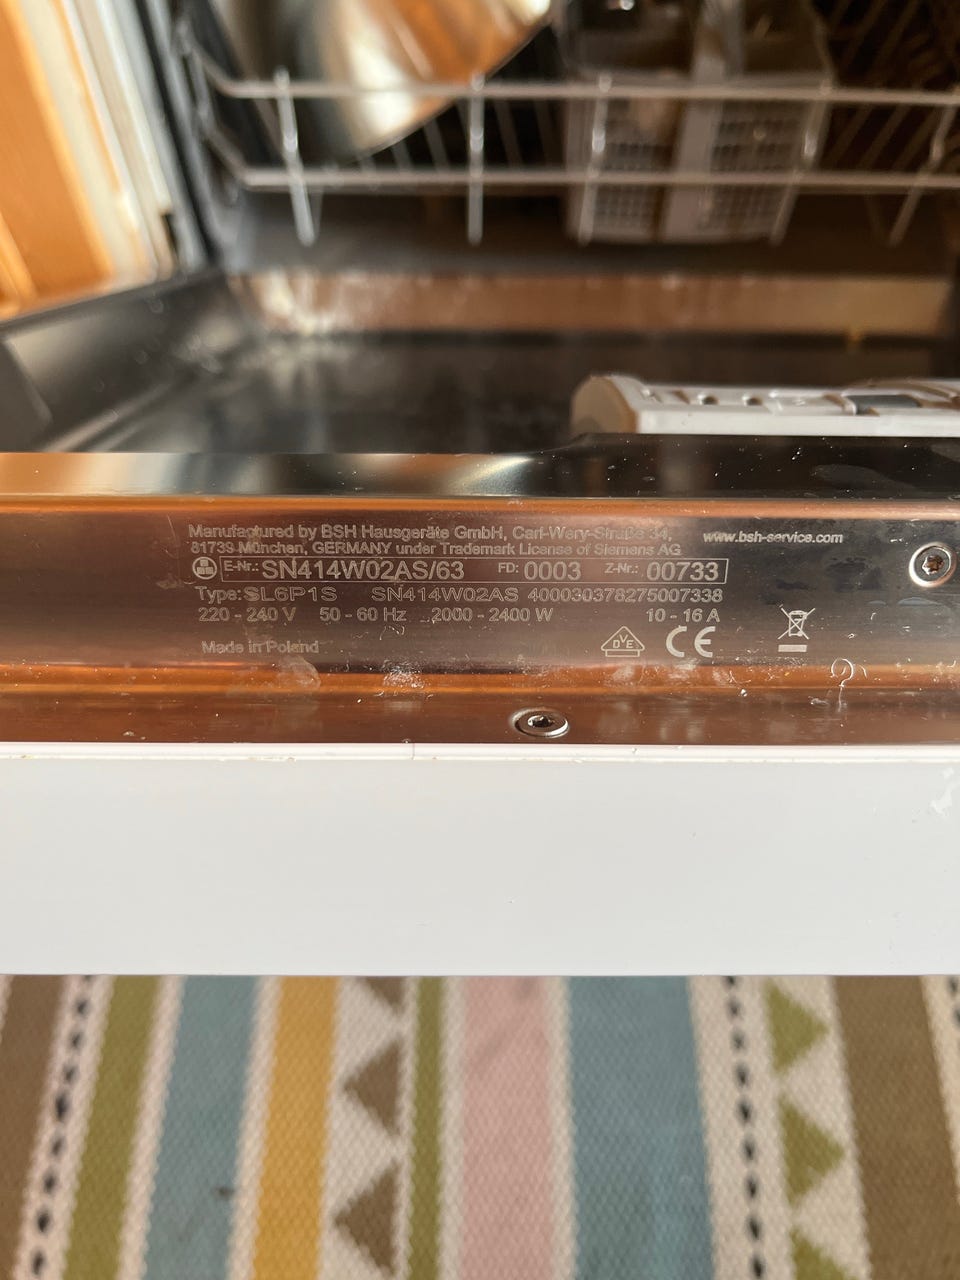 Manufactured by BSH Hausgeräte GmbH, Carl-Wery-Straße 34,
81739 München, GERMANY under Trademark License of Siemens AG
www.bsh-service.com
E-Nr.: SN414W02AS/63 FD: 0003 Z-Nr.: 00733
Type: SL6P1S SN414W02AS 400030378275007338
220 - 240 V 50 - 60 Hz 2000 - 2400 W 10 - 16 A
Made in Poland
DVE CE